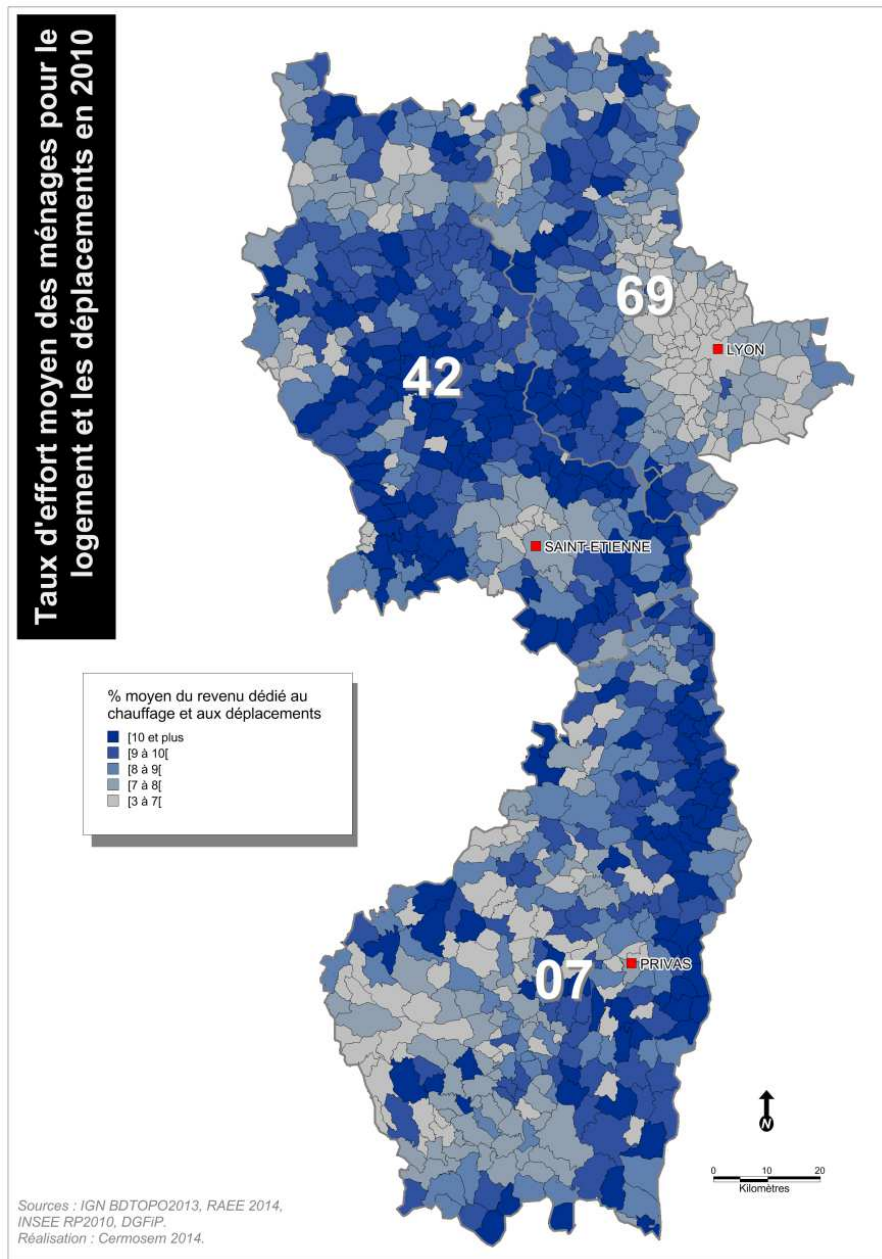 Taux d'effort moyen des ménages pour le
logement et les déplacements en 2010
69
LYON
42
SAINT-ETIENNE
% moyen du revenu dédié au
chauffage et aux déplacements
[10 et plus
[9 à 10[
[8 à 9[
[7 à 8[
[3 à 7[
07
PRIVAS
N
0 10 20
Kilomètres
Sources : IGN BDTOPO2013, RAEE 2014,
INSEE RP2010, DGFiP.
Réalisation : Cermosem 2014.